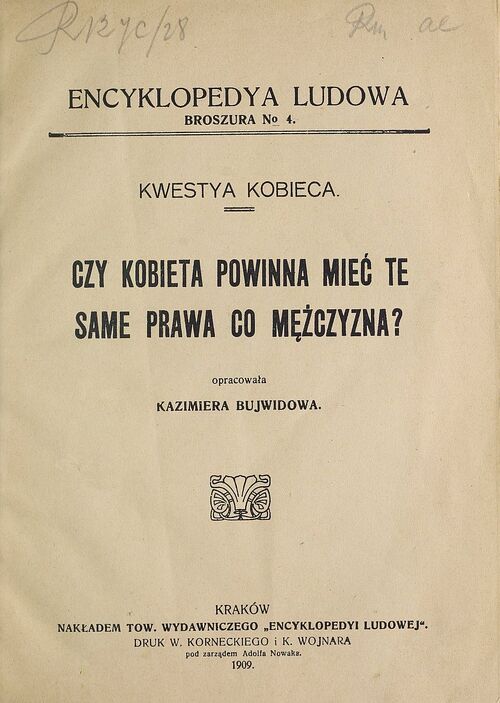 ENCYKLOPEDYA LUDOWA
BROSZURA No 4.
KWESTYA KOBIECA.
CZY KOBIETA POWINNA MIEĆ TE
SAME PRAWA CO MĘŻCZYZNA?
opracowała
KAZIMIERA BUJWIDOWA.
KRAKÓW
NAKŁADEM TOW. WYDAWNICZEGO „ENCYKLOPEDYI LUDOWEJ".
DRUK W. KORNECKIEGO i K. WOJNARA
pod zarządem Adolfa Nowaka.
1909.